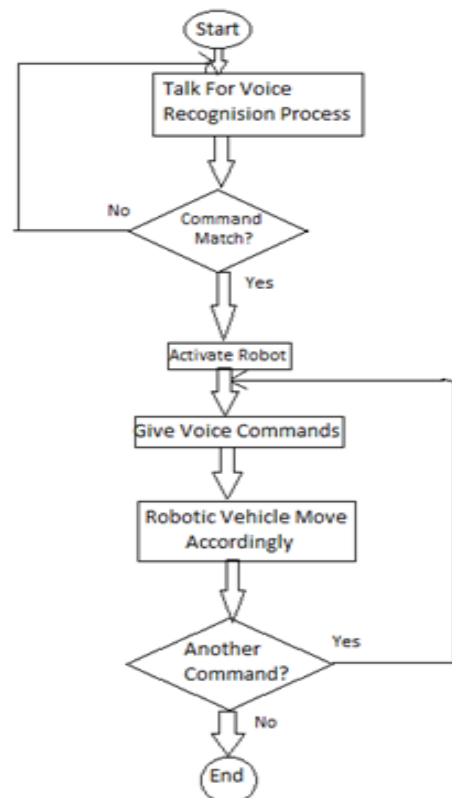 Start
Talk For Voice
Recognision Process
No
Command
Match?
Yes
Activate Robot
Give Voice Commands
Robotic Vehicle Move
Accordingly
Another
Command?
Yes
No
End